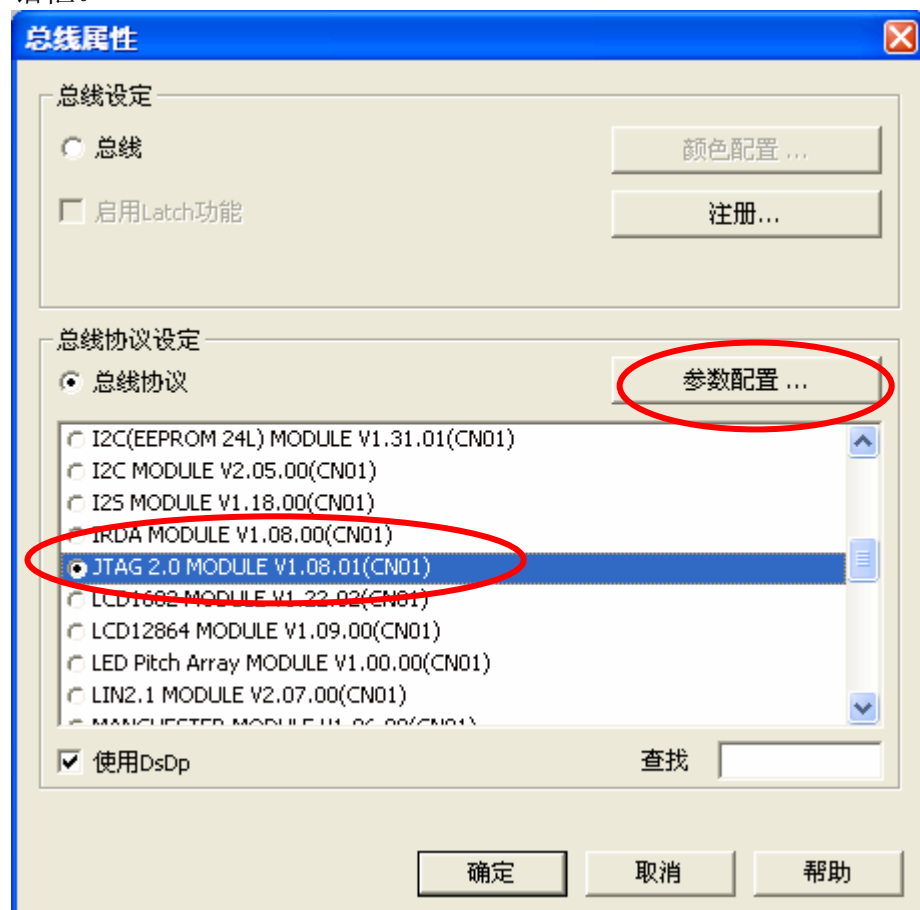 总线属性
总线设定
总线
颜色配置 ...
启用Latch功能
注册...
总线协议设定
总线协议
参数配置 ...
I2C(EEPROM 24L) MODULE V1.31.01(CN01)
I2C MODULE V2.05.00(CN01)
I2S MODULE V1.18.00(CN01)
IRDA MODULE V1.08.00(CN01)
JTAG 2.0 MODULE V1.08.01(CN01)
LCD1602 MODULE V1.22.02(CN01)
LCD12864 MODULE V1.09.00(CN01)
LED Pitch Array MODULE V1.00.00(CN01)
LIN2.1 MODULE V2.07.00(CN01)
MANCHESTER MODULE V1.06.00(CN01)
使用DsDp
查找
确定
取消
帮助